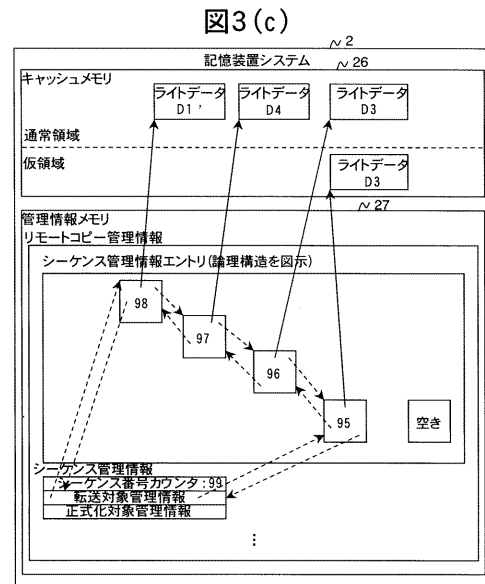 図3(c)
2
記憶装置システム
26
キャッシュメモリ
ライトデータ
D1'
ライトデータ
D4
ライトデータ
D3
通常領域
仮領域
ライトデータ
D3
27
管理情報メモリ
リモートコピー管理情報
シーケンス管理情報エントリ(論理構造を図示)
98
97
96
95
空き
シーケンス管理情報
シーケンス番号カウンタ:99
転送対象管理情報
正式化対象管理情報
⋮